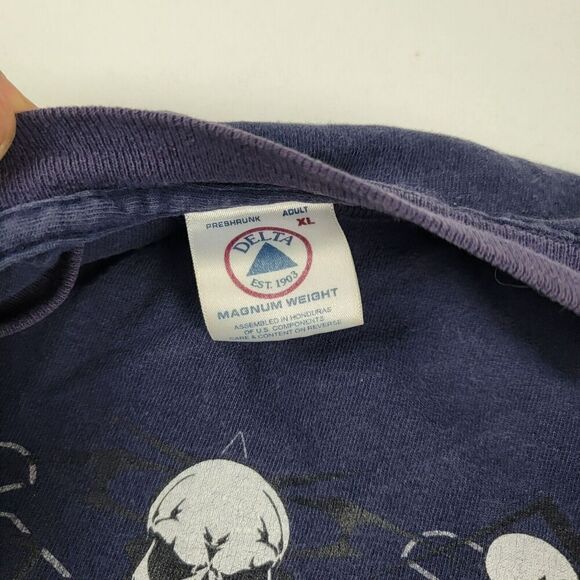 PRESHRUNK ADULT
XL
DELTA
EST. 1903
MAGNUM WEIGHT
ASSEMBLED IN HONDURAS
OF U.S. COMPONENTS
CARE & CONTENT ON REVERSE